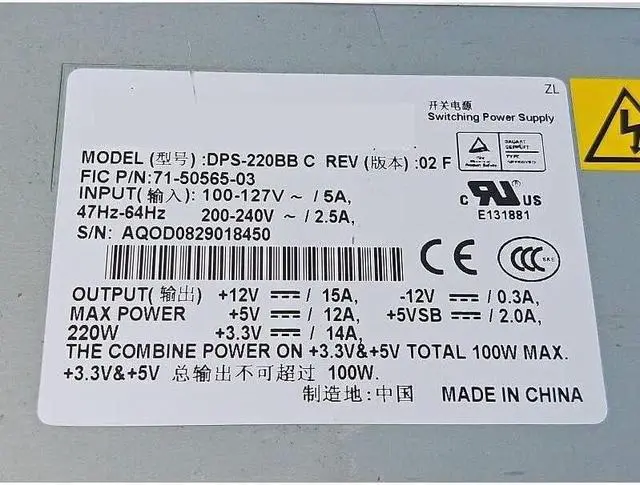 ZL
开关电源
Switching Power Supply
MODEL (型号) :DPS-220BB C REV (版本) :02 F
FIC P/N:71-50565-03
INPUT(输入): 100-127V ~ / 5A,
47Hz-64Hz 200-240V ~ / 2.5A,
S/N: AQOD0829018450
C UR US
E131881
CE CCC
OUTPUT(输出) +12V ⎓ / 15A, -12V ⎓ / 0.3A,
MAX POWER +5V ⎓ / 12A, +5VSB ⎓ / 2.0A,
220W +3.3V ⎓ / 14A,
THE COMBINE POWER ON +3.3V&+5V TOTAL 100W MAX.
+3.3V&+5V 总输出不可超过 100W.
制造地:中国 MADE IN CHINA